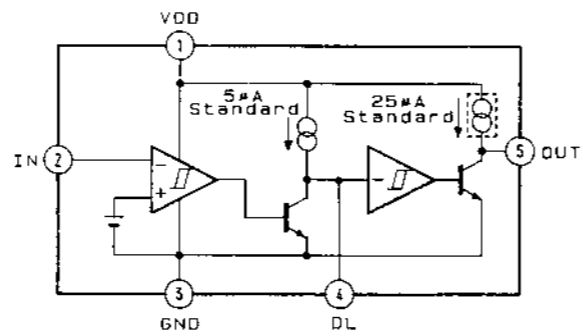 VDD
1
5μA
Standard
25μA
Standard
IN 2
5 OUT
3
GND
4
DL